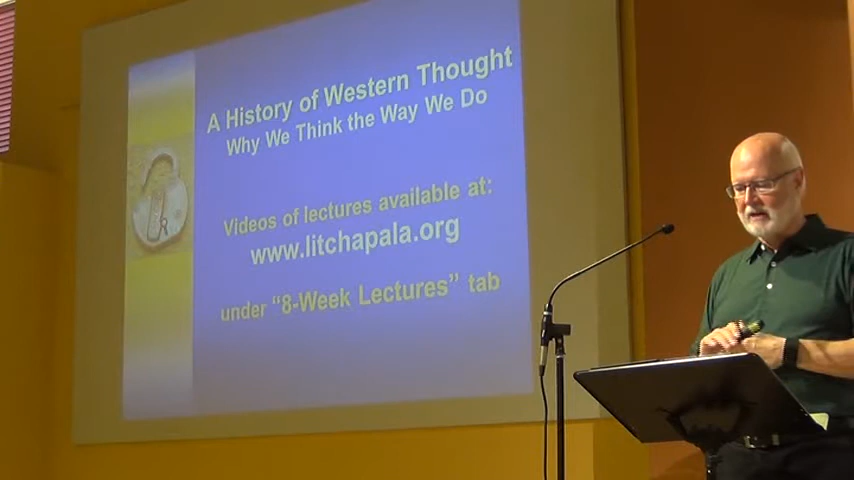 A History of Western Thought
Why We Think the Way We Do
Videos of lectures available at:
www.litchapala.org
under “8-Week Lectures” tab